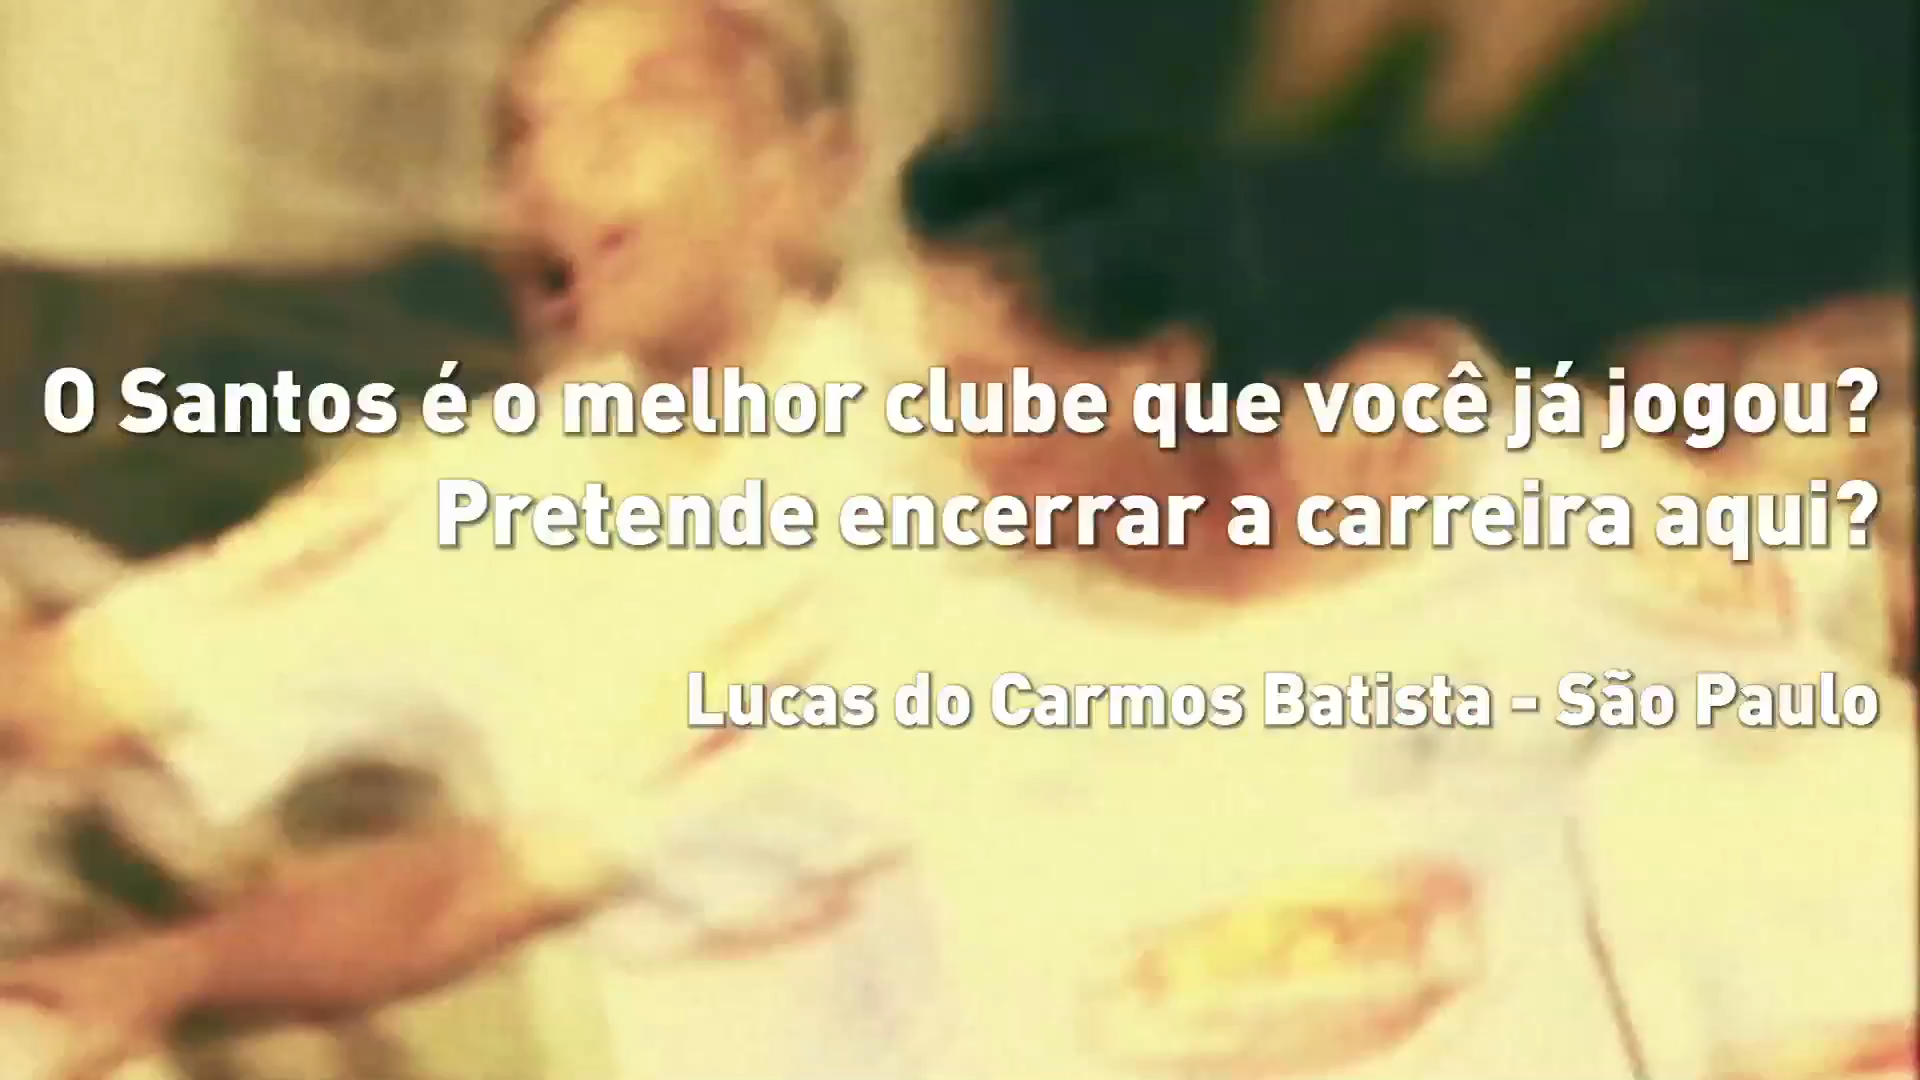 O Santos é o melhor clube que você já jogou?
Pretende encerrar a carreira aqui?
Lucas do Carmos Batista - São Paulo